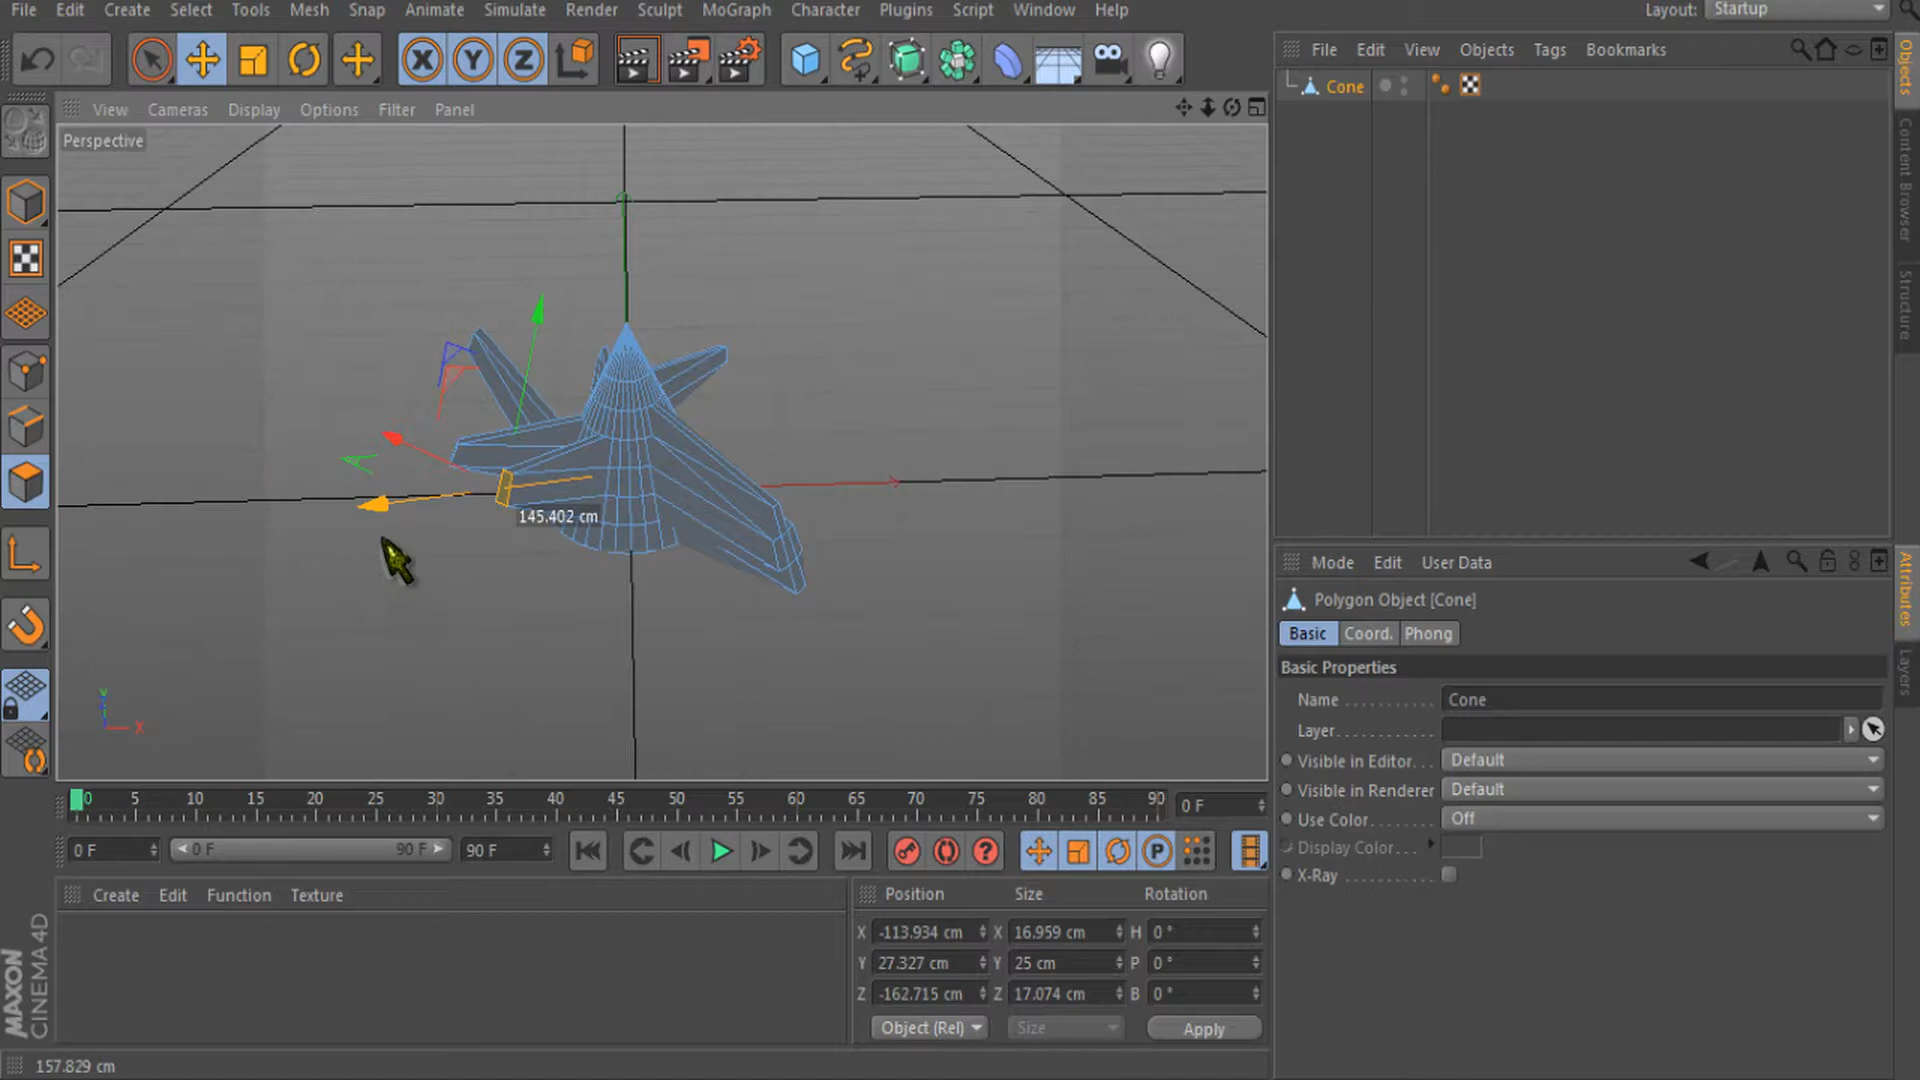 File Edit Create Select Tools Mesh Snap Animate Simulate Render Sculpt MoGraph Character Plugins Script Window Help Layout: Startup
X Y Z
File Edit View Objects Tags Bookmarks
Cone
View Cameras Display Options Filter Panel
Perspective
145.402 cm
Y
X
Objects
Content Browser
Structure
Mode Edit User Data
Polygon Object [Cone]
Basic Coord. Phong
Basic Properties
Name Cone
Layer
Visible in Editor Default
Visible in Renderer Default
Use Color Off
Display Color
X-Ray
Attributes
Layers
0 5 10 15 20 25 30 35 40 45 50 55 60 65 70 75 80 85 90 0 F
0 F 0 F 90 F 90 F ? P
Create Edit Function Texture
Position Size Rotation
X -113.934 cm X 16.959 cm H 0 °
Y 27.327 cm Y 25 cm P 0 °
Z -162.715 cm Z 17.074 cm B 0 °
Object (Rel) Size Apply
MAXON
CINEMA 4D
157.829 cm